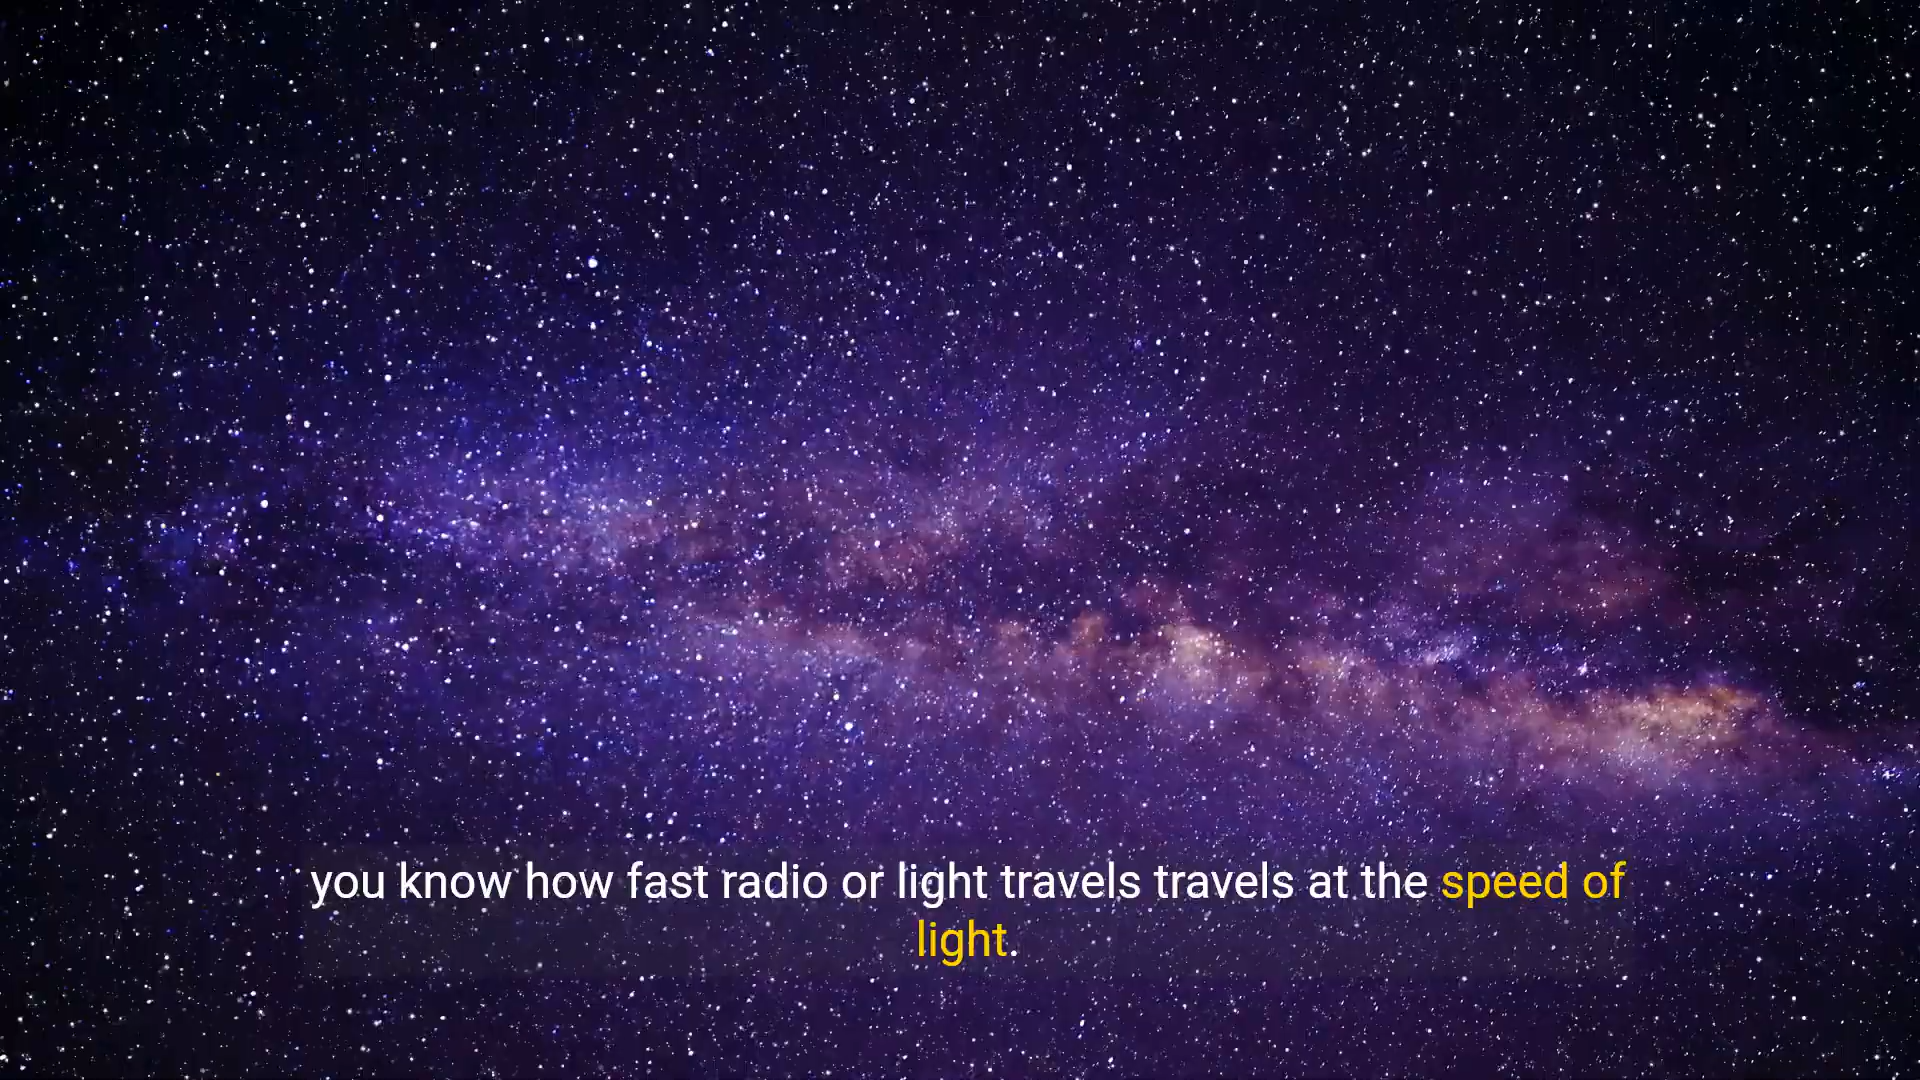 you know how fast radio or light travels travels at the speed of
light.